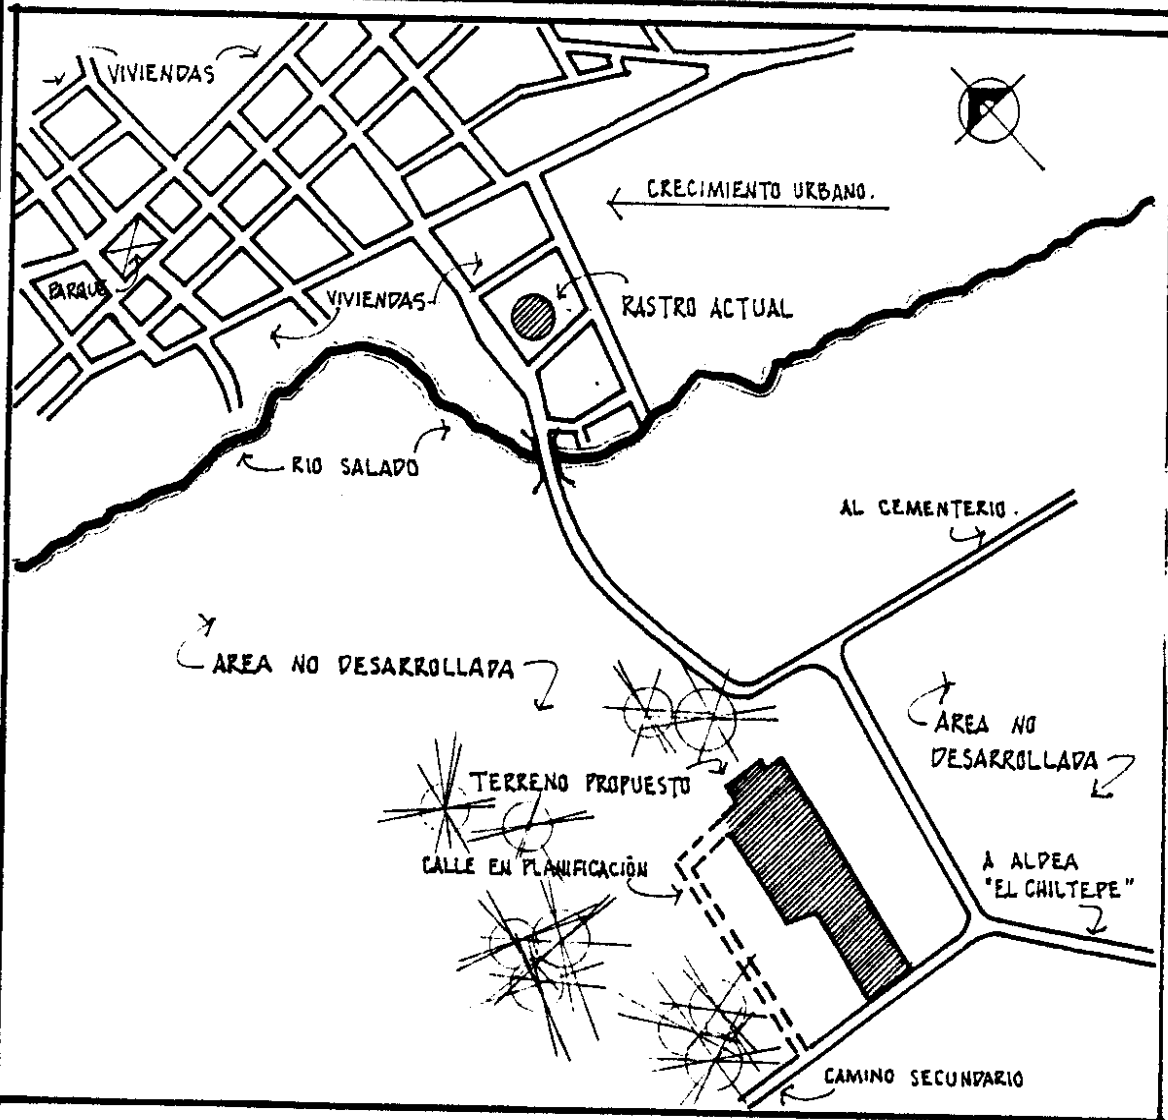 VIVIENDAS
CRECIMIENTO URBANO.
PARQUE
VIVIENDAS
RASTRO ACTUAL
RIO SALADO
AL CEMENTERIO.
AREA NO DESARROLLADA
AREA NO
DESARROLLADA
TERRENO PROPUESTO
CALLE EN PLANIFICACIÓN
A ALDEA
"EL CHILTEPE"
CAMINO SECUNDARIO